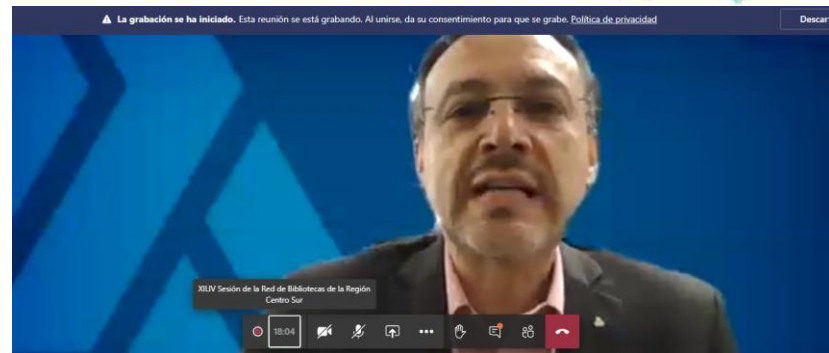 La grabación se ha iniciado. Esta reunión se está grabando. Al unirse, da su consentimiento para que se grabe. Política de privacidad
Descar
XLIV Sesión de la Red de Bibliotecas de la Región
Centro Sur
18:04